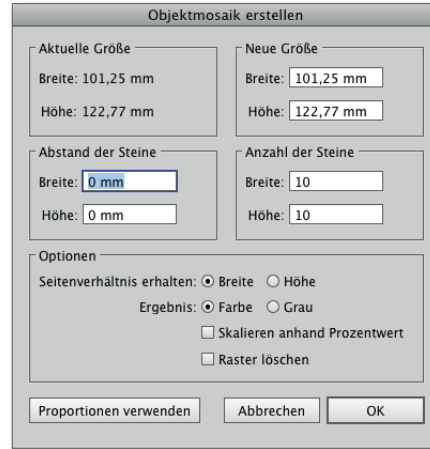 Objektmosaik erstellen
Aktuelle Größe
Breite: 101,25 mm
Höhe: 122,77 mm
Neue Größe
Breite: 101,25 mm
Höhe: 122,77 mm
Abstand der Steine
Breite: 0 mm
Höhe: 0 mm
Anzahl der Steine
Breite: 10
Höhe: 10
Optionen
Seitenverhältnis erhalten: Breite Höhe
Ergebnis: Farbe Grau
Skalieren anhand Prozentwert
Raster löschen
Proportionen verwenden Abbrechen OK